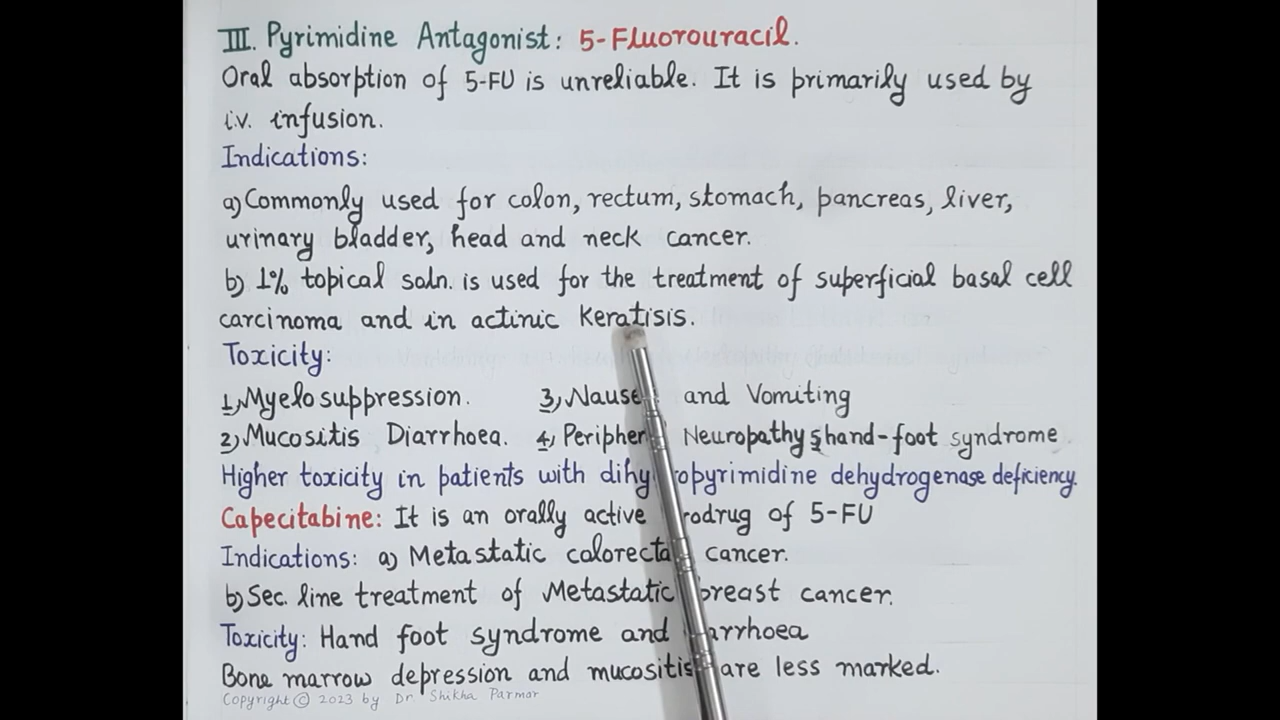 III. Pyrimidine Antagonist: 5-Fluorouracil.
Oral absorption of 5-FU is unreliable. It is primarily used by
i.v. infusion.
Indications:
a) Commonly used for colon, rectum, stomach, pancreas, liver,
urinary bladder, head and neck cancer.
b) 1% topical soln. is used for the treatment of superficial basal cell
carcinoma and in actinic Keratisis.
Toxicity:
1) Myelosuppression. 3) Nause and Vomiting
2) Mucositis Diarrhoea. 4) Peripher Neuropathy 5) hand-foot syndrome
Higher toxicity in patients with dihy opyrimidine dehydrogenase deficiency.
Capecitabine: It is an orally active rodrug of 5-FU
Indications: a) Metastatic colorecta cancer.
b) Sec. line treatment of Metastatic breast cancer.
Toxicity: Hand foot syndrome and arrhoea
Bone marrow depression and mucositis are less marked.
Copyright © 2023 by Dr. Shikha Parmar